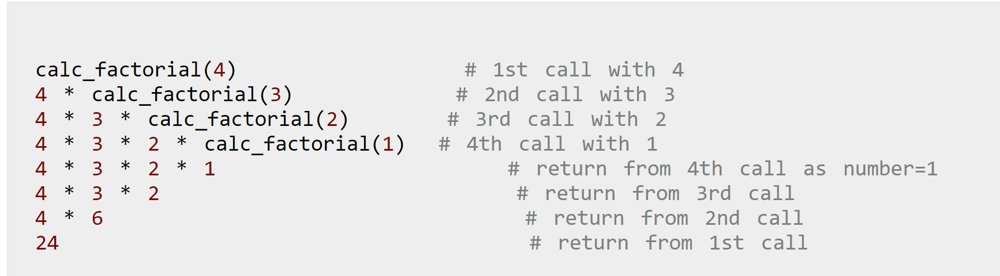 calc_factorial(4) # 1st call with 4
4 * calc_factorial(3) # 2nd call with 3
4 * 3 * calc_factorial(2) # 3rd call with 2
4 * 3 * 2 * calc_factorial(1) # 4th call with 1
4 * 3 * 2 * 1 # return from 4th call as number=1
4 * 3 * 2 # return from 3rd call
4 * 6 # return from 2nd call
24 # return from 1st call